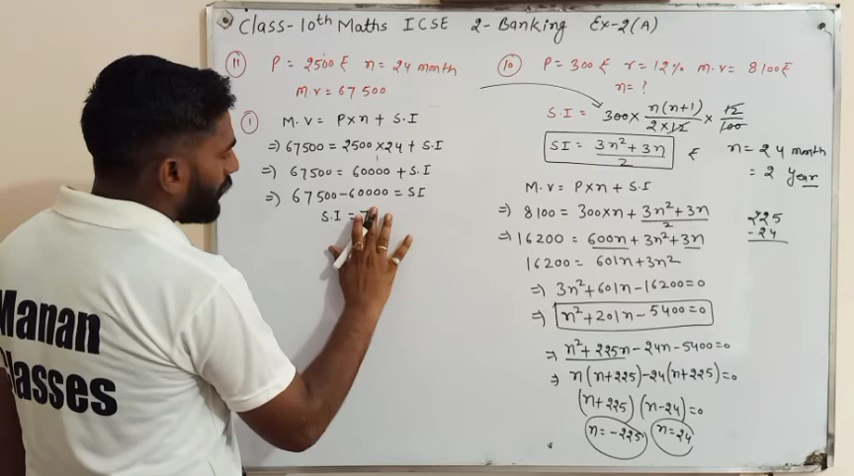 Class-10th Maths ICSE 2-Banking Ex-2(A)
(11) P = 2500₹ n = 24 month
M.V = 67500
(i) M.V = P×n + S.I
=) 67500 = 2500×24 + S.I
=) 67500 = 60000 + S.I
=) 67500-60000 = SI
S.I = 7
(10) P = 300₹ r = 12% M.V = 8100₹
n = ?
S.I = 300× n(n+1)/2×12 × 12/100
SI = 3n²+3n/2 ₹
n = 24 month
= 2 year
M.V = P×n + S.I
=) 8100 = 300×n + 3n²+3n/2
=) 16200 = 600n + 3n² + 3n
16200 = 601n + 3n²
=) 3n²+601n-16200=0
=) n²+201n-5400=0
=) n²+225n-24n-5400=0
=) n(n+225)-24(n+225)=0
(n+225) (n-24)=0
n=-225 n=24
225
-24
Manan
Classes